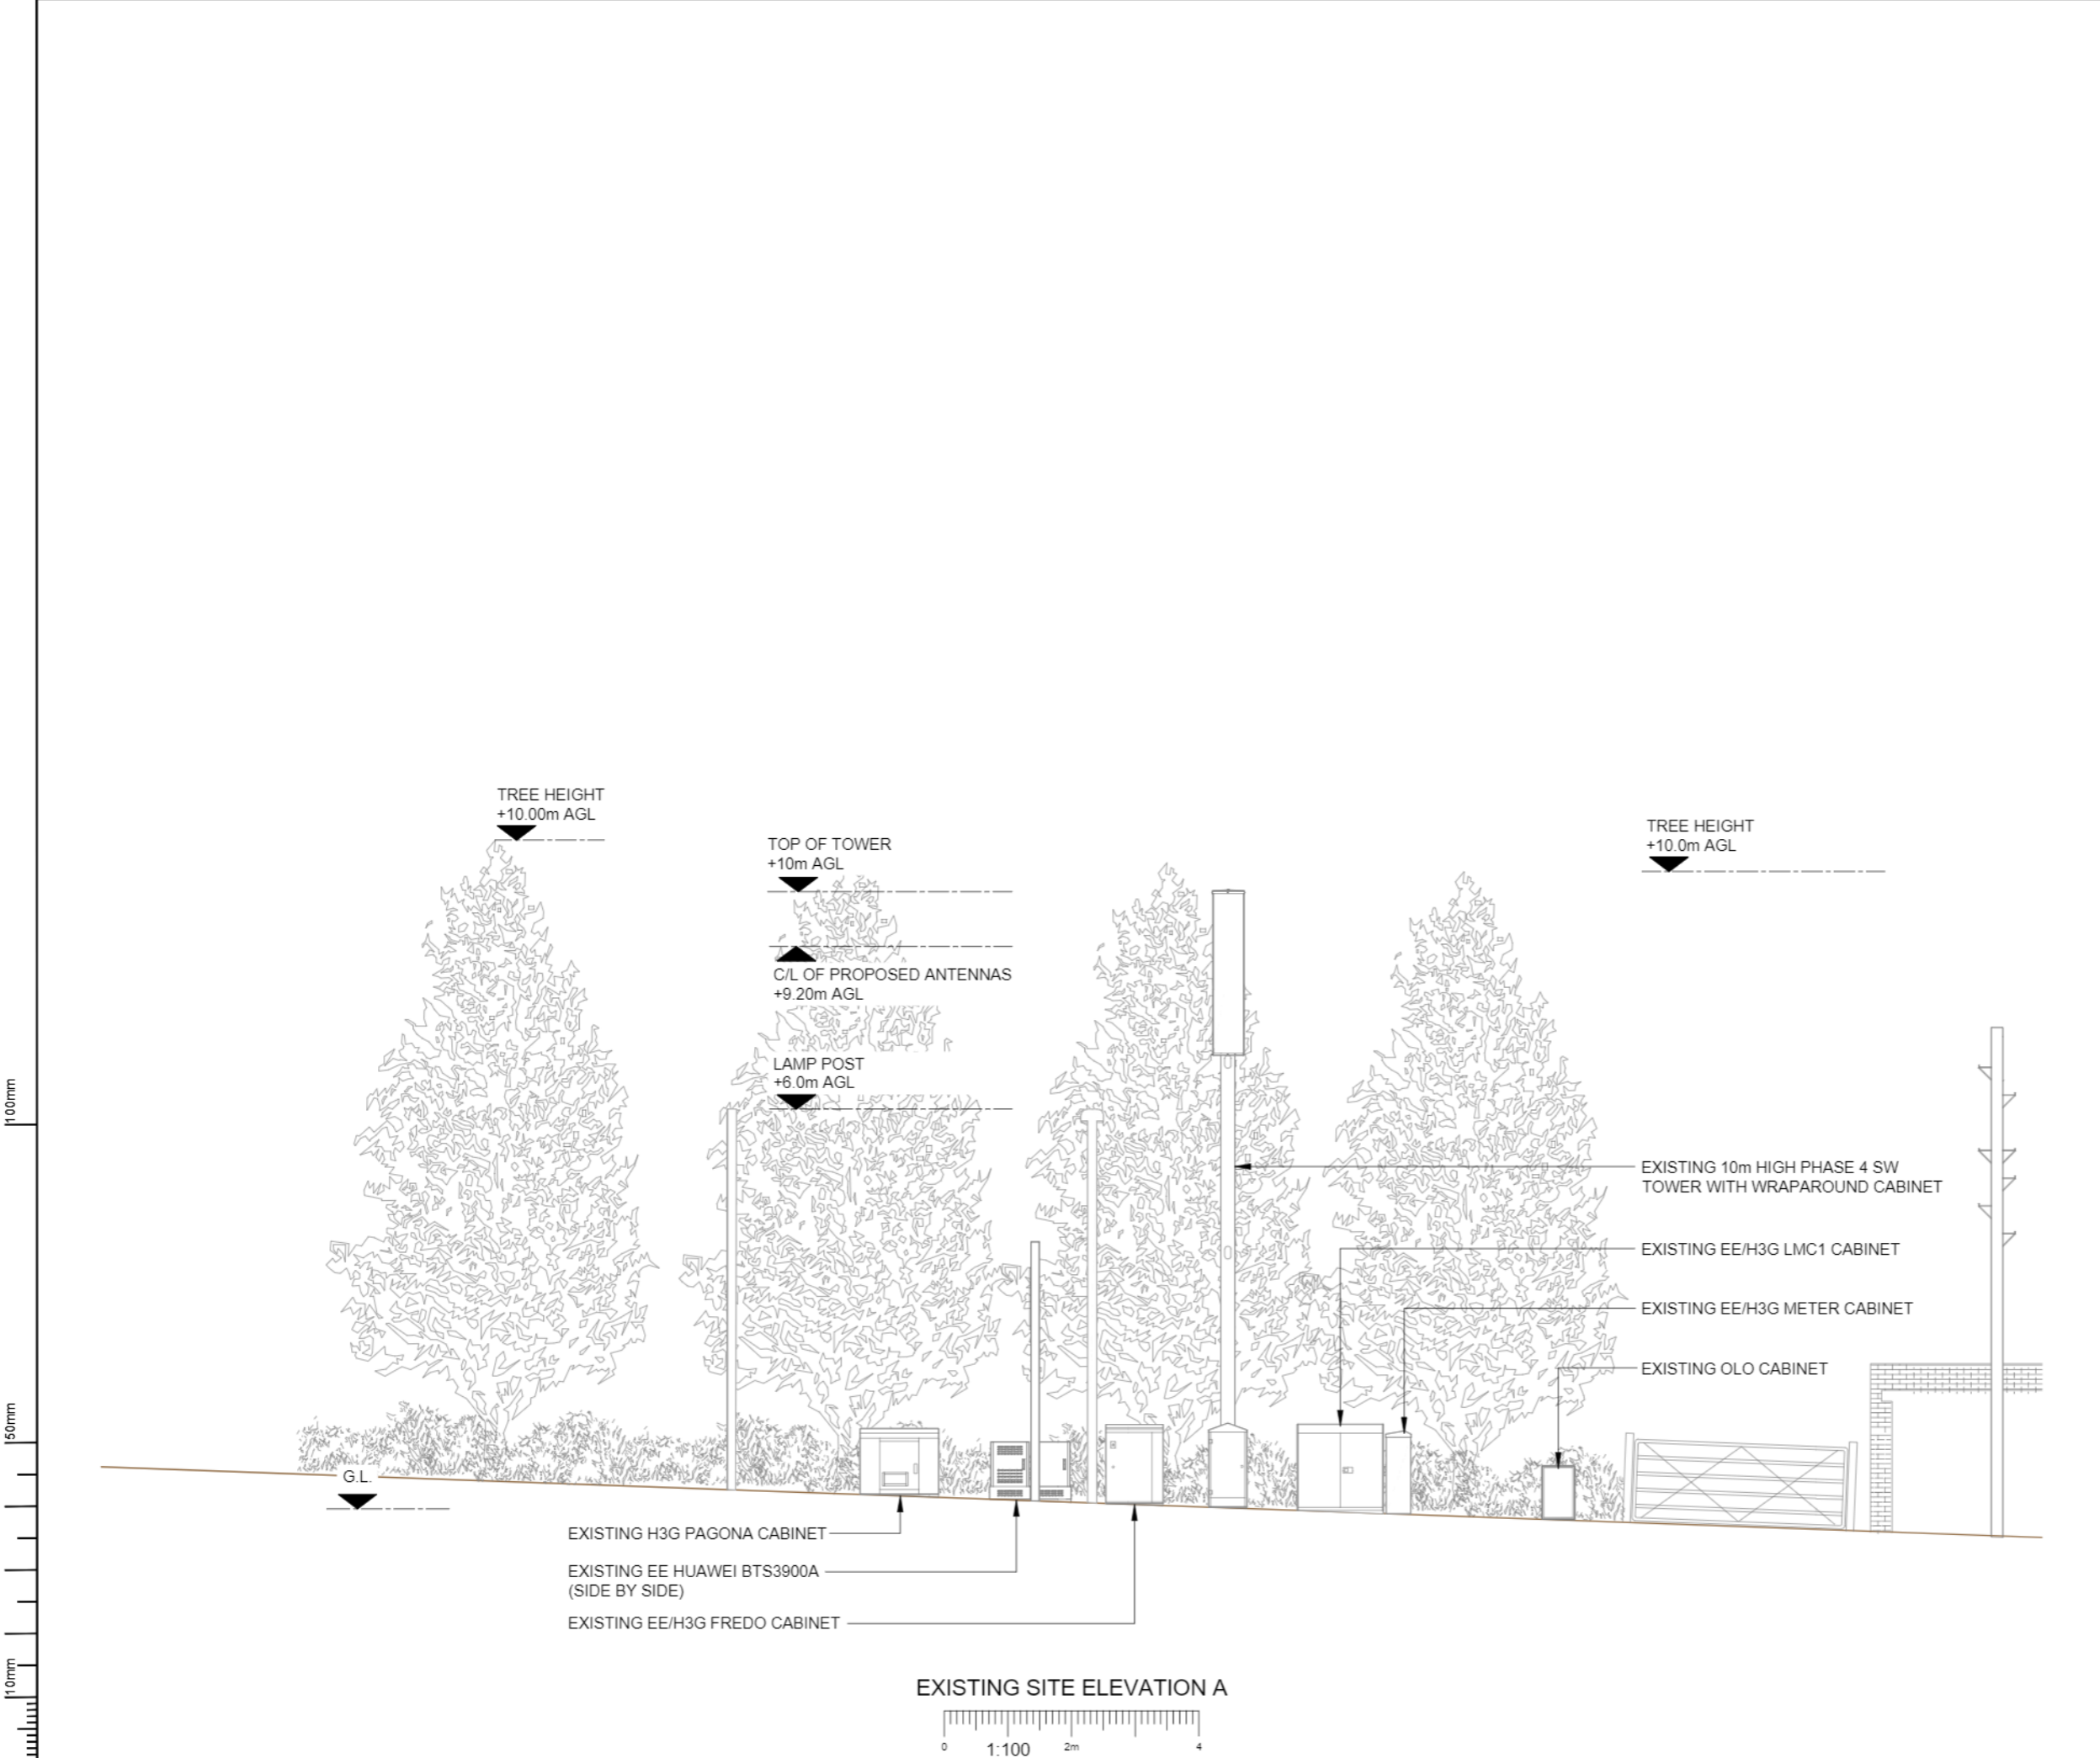 TREE HEIGHT
+10.00m AGL
TOP OF TOWER
+10m AGL
TREE HEIGHT
+10.0m AGL
C/L OF PROPOSED ANTENNAS
+9.20m AGL
LAMP POST
+6.0m AGL
100mm
EXISTING 10m HIGH PHASE 4 SW
TOWER WITH WRAPAROUND CABINET
EXISTING EE/H3G LMC1 CABINET
EXISTING EE/H3G METER CABINET
EXISTING OLO CABINET
50mm
G.L.
EXISTING H3G PAGONA CABINET
EXISTING EE HUAWEI BTS3900A
(SIDE BY SIDE)
EXISTING EE/H3G FREDO CABINET
10mm
EXISTING SITE ELEVATION A
0 1:100 2m 4